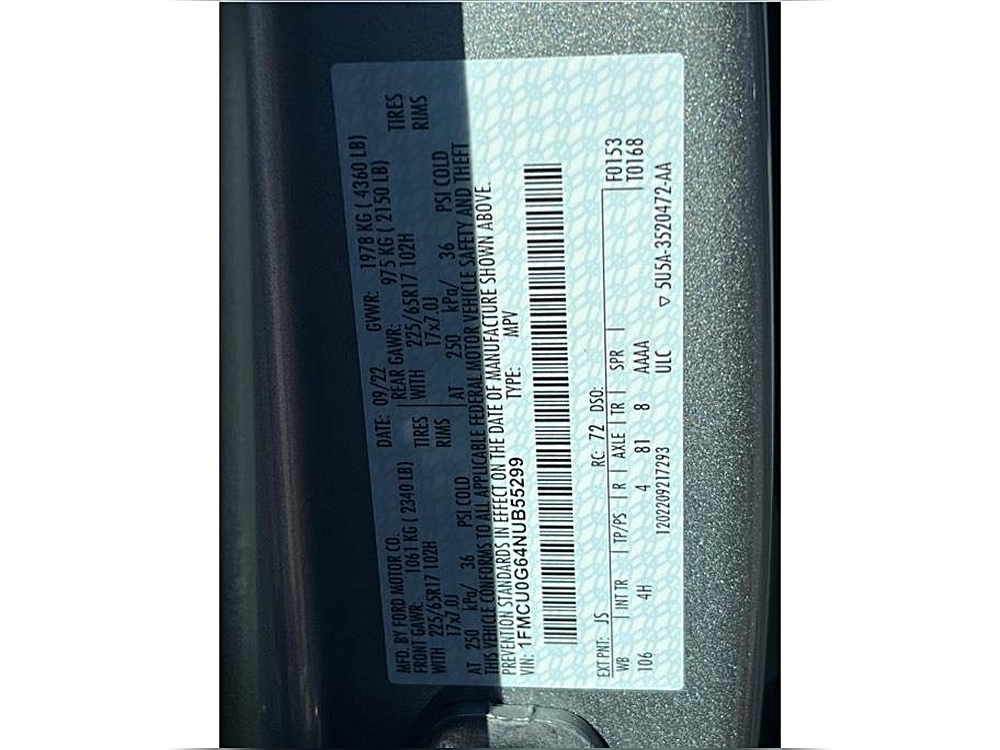 MFD. BY FORD MOTOR CO. DATE: 09/22 GVWR: 1978 KG ( 4360 LB)
FRONT GAWR: 1061 KG ( 2340 LB) REAR GAWR: 975 KG ( 2150 LB)
WITH 225/65R17 102H TIRES WITH 225/65R17 102H TIRES
17x7.0J RIMS 17x7.0J RIMS
AT 250 kPa/ 36 PSI COLD AT 250 kPa/ 36 PSI COLD
THIS VEHICLE CONFORMS TO ALL APPLICABLE FEDERAL MOTOR VEHICLE SAFETY AND THEFT
PREVENTION STANDARDS IN EFFECT ON THE DATE OF MANUFACTURE SHOWN ABOVE.
VIN: 1FMCU0G64NUB55299 TYPE: MPV
EXT PNT: JS RC: 72 DSO: F0153
WB INT TR TP/PS R AXLE TR SPR T0168
106 4H 4 81 8 AAAA
1202209217293 ULC ▽ 5U5A-3520472-AA